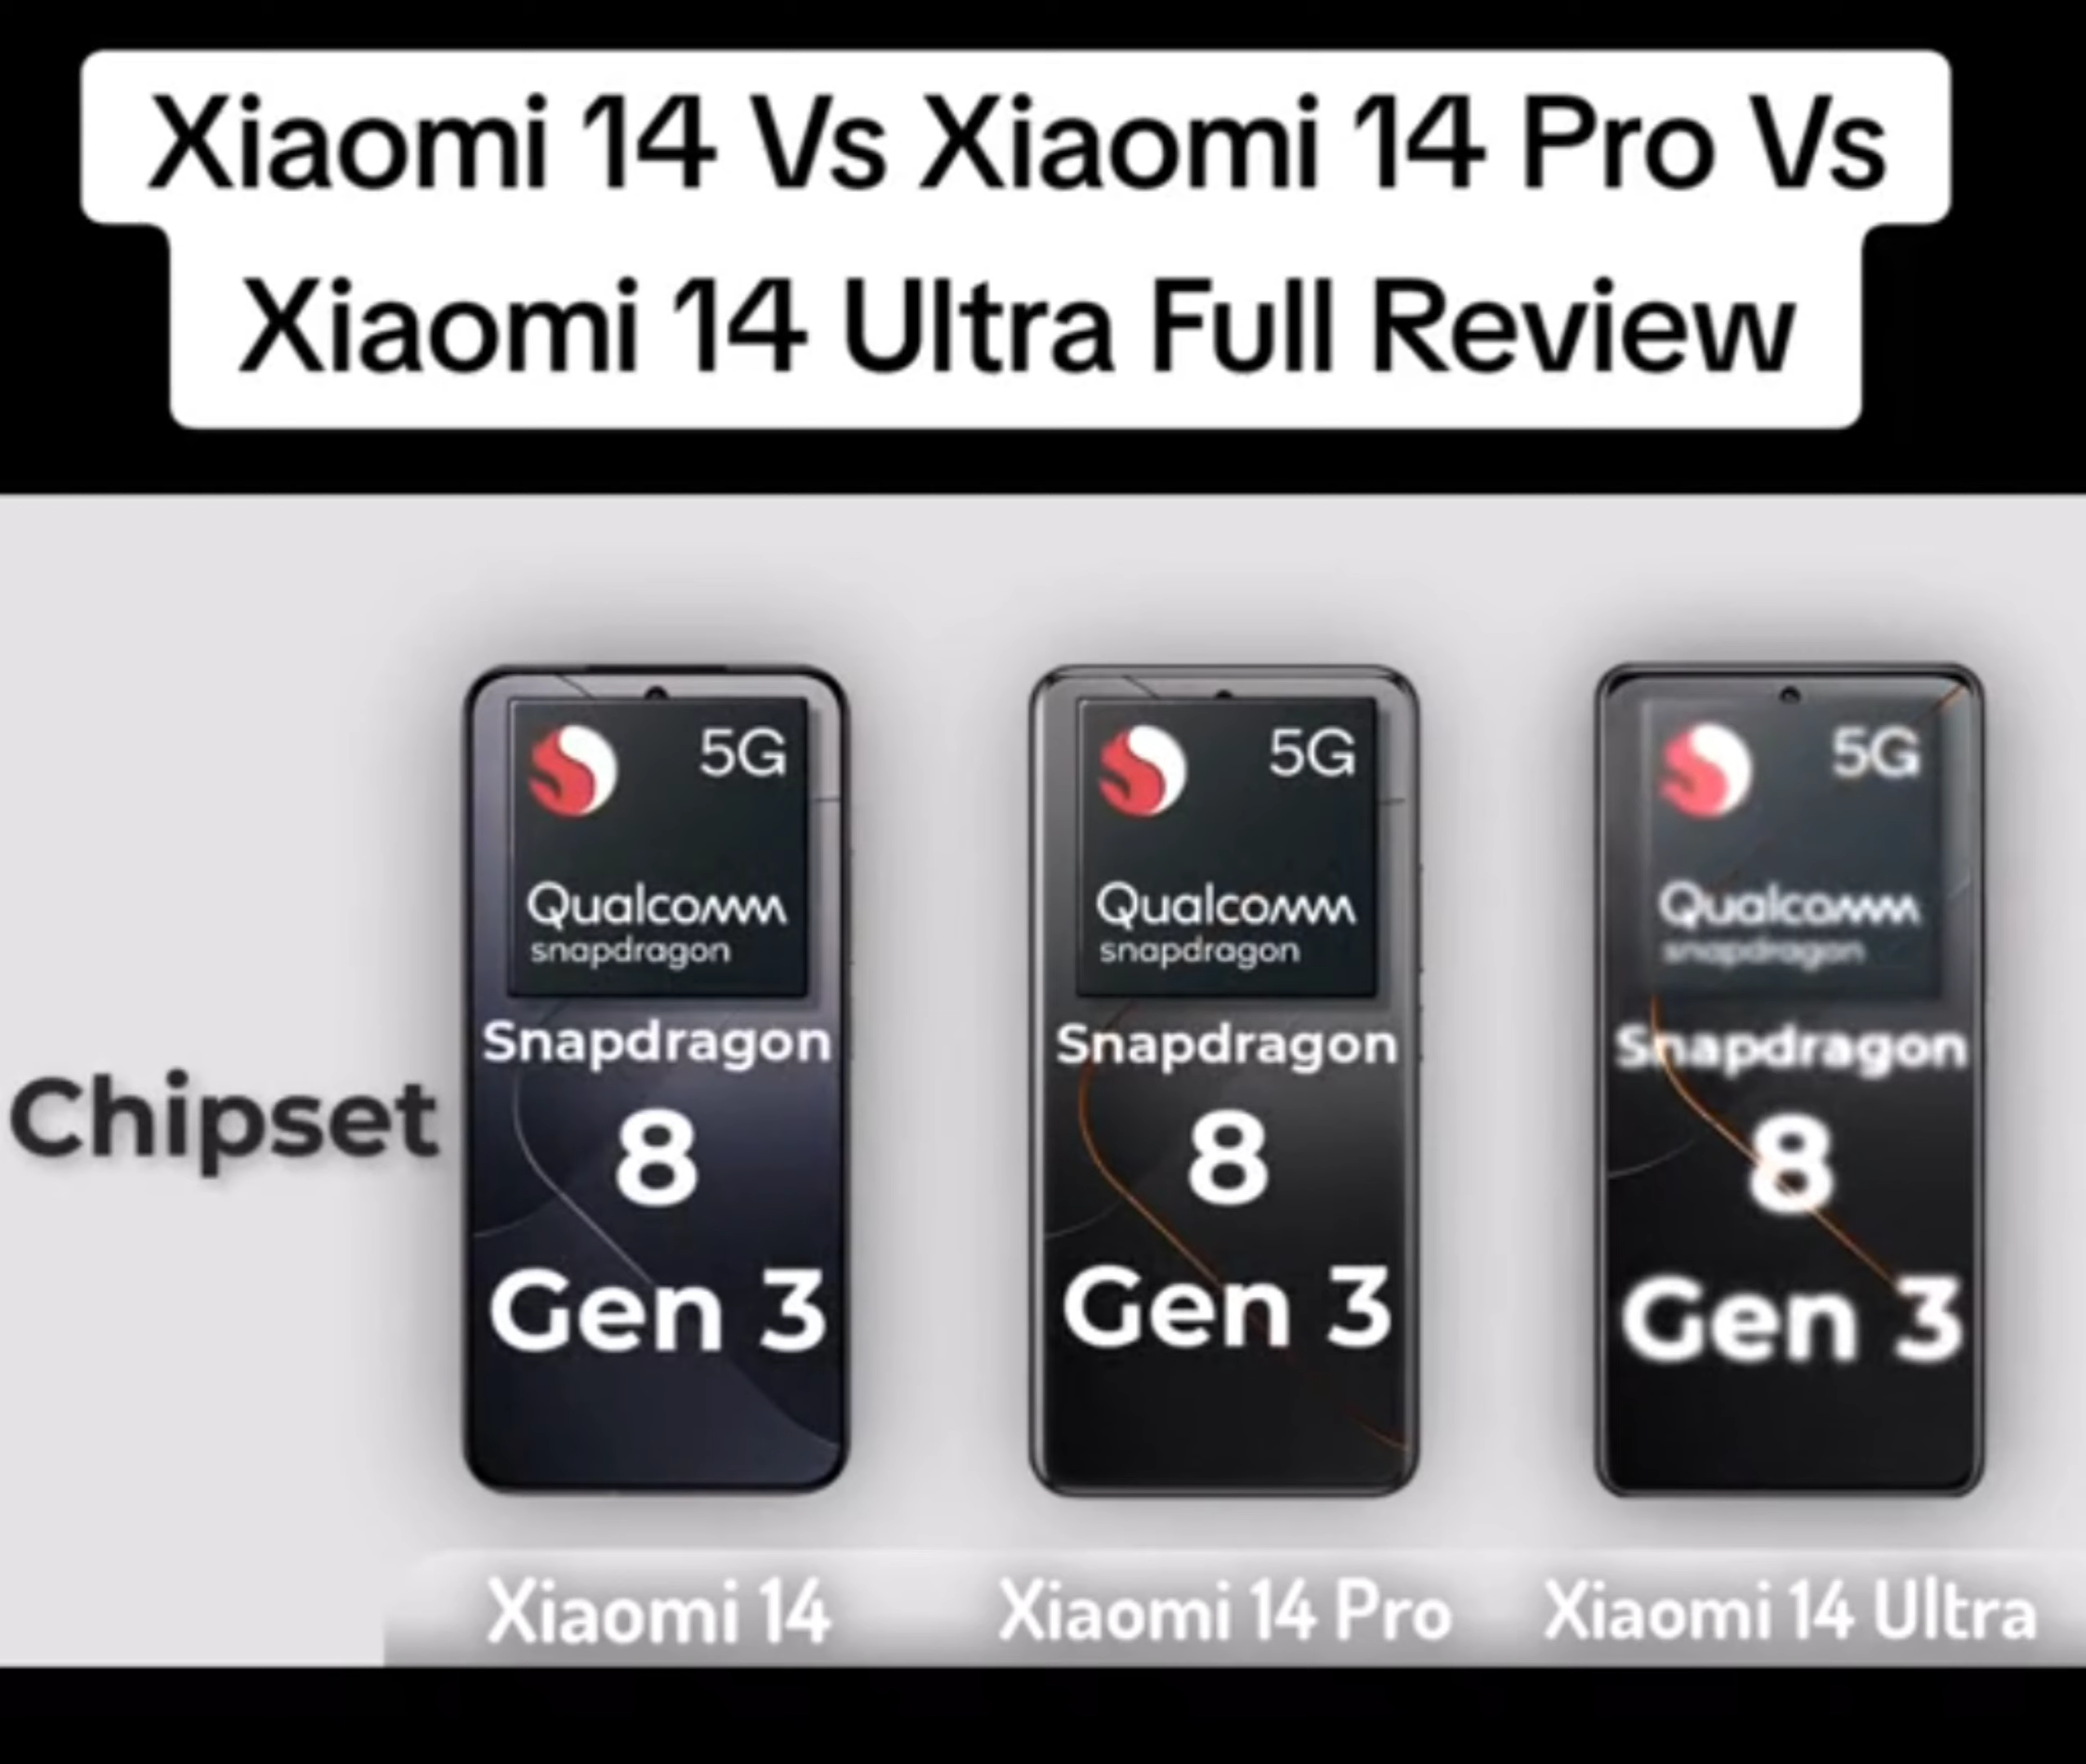 Xiaomi 14 Vs Xiaomi 14 Pro Vs
Xiaomi 14 Ultra Full Review
Chipset
5G
Qualcomm
snapdragon
Snapdragon
8
Gen 3
5G
Qualcomm
snapdragon
Snapdragon
8
Gen 3
5G
Qualcomm
snapdragon
Snapdragon
8
Gen 3
Xiaomi 14
Xiaomi 14 Pro
Xiaomi 14 Ultra